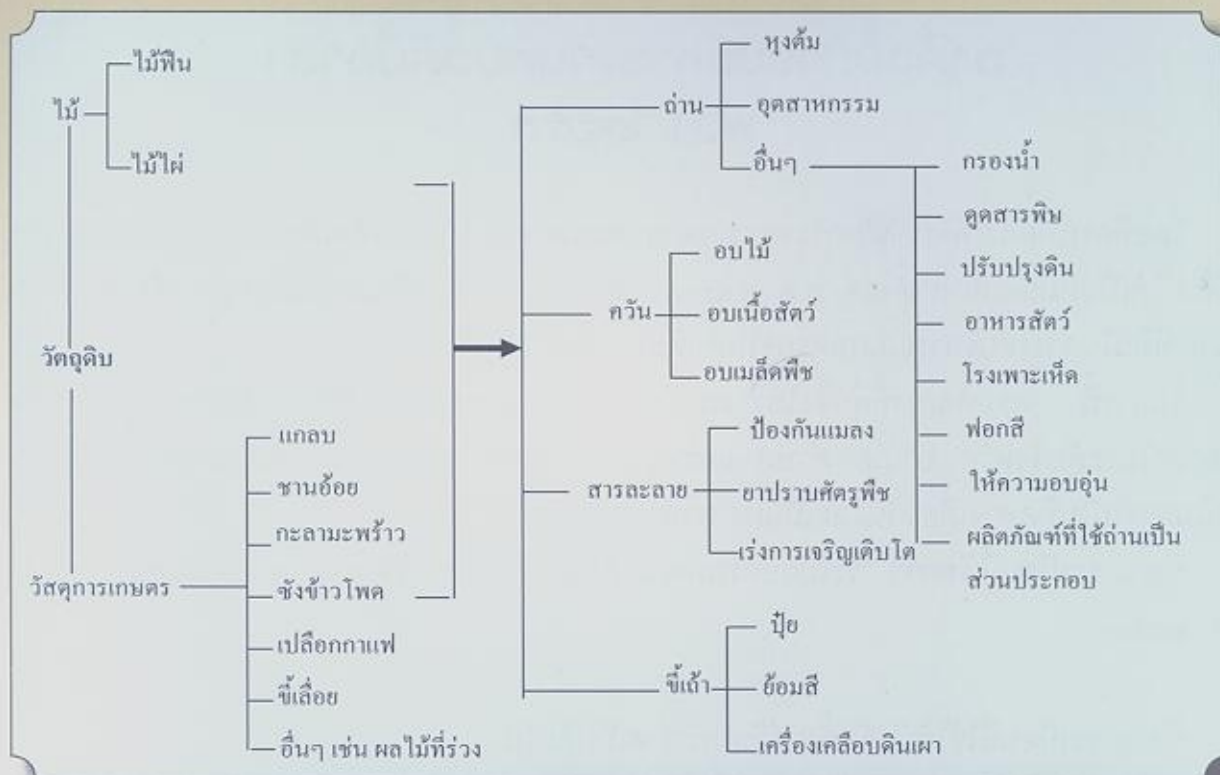 ไม้
ไม้ฟืน
ไม้ไผ่
วัตถุดิบ
วัสดุการเกษตร
แกลบ
ชานอ้อย
กะลามะพร้าว
ซังข้าวโพด
เปลือกกาแฟ
ขี้เลื่อย
อื่นๆ เช่น ผลไม้ที่ร่วง
ถ่าน
หุงต้ม
อุตสาหกรรม
อื่นๆ
กรองน้ำ
ดูดสารพิษ
ปรับปรุงดิน
อาหารสัตว์
โรงเพาะเห็ด
ฟอกสี
ให้ความอบอุ่น
ผลิตภัณฑ์ที่ใช้ถ่านเป็น
ส่วนประกอบ
ควัน
อบไม้
อบเนื้อสัตว์
อบเมล็ดพืช
สารละลาย
ป้องกันแมลง
ยาปราบศัตรูพืช
เร่งการเจริญเติบโต
ขี้เถ้า
ปุ๋ย
ย้อมสี
เครื่องเคลือบดินเผา